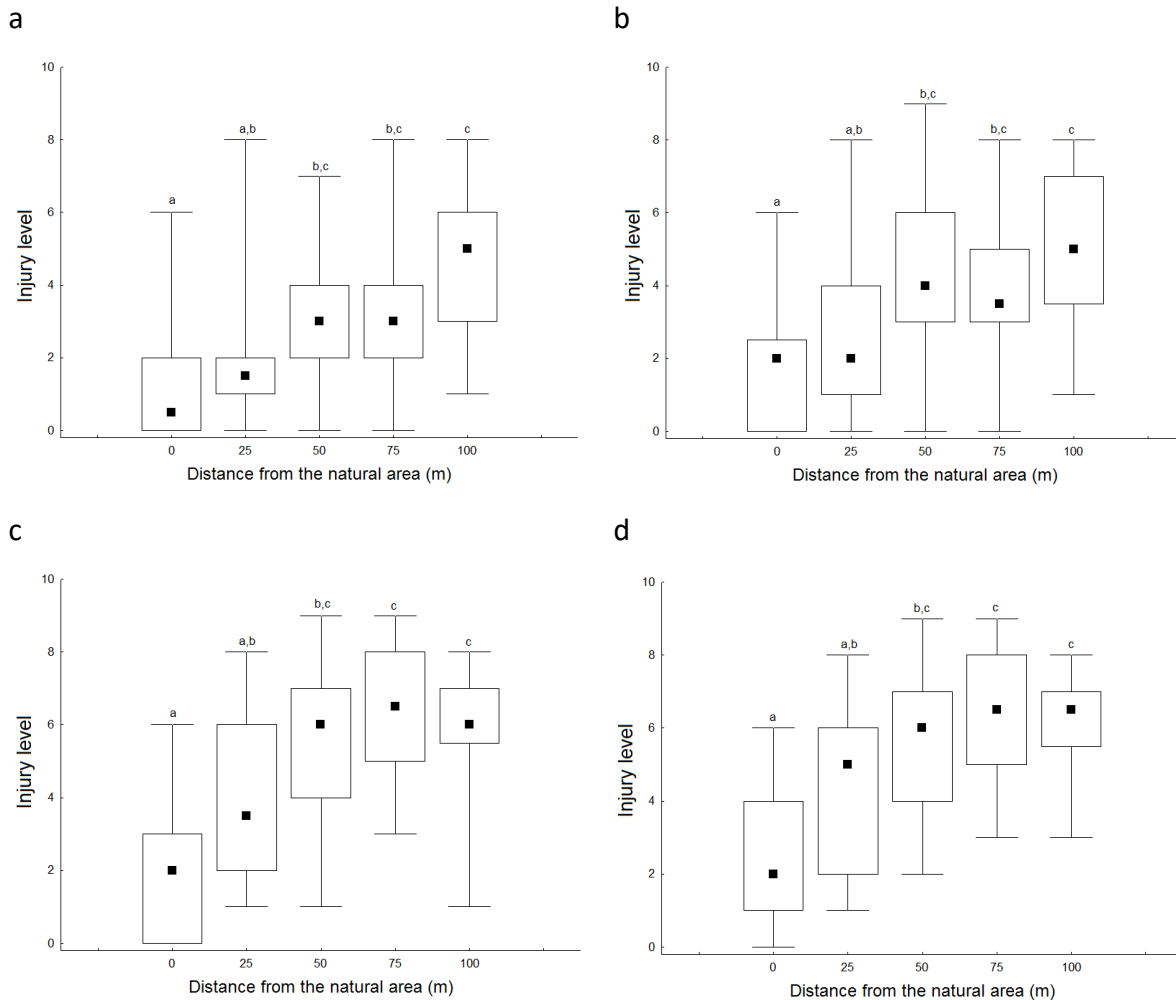 a
10
8
6
4
2
0
Injury level
a
a,b
b,c
b,c
c
0 25 50 75 100
Distance from the natural area (m)
b
10
8
6
4
2
0
Injury level
a
a,b
b,c
b,c
c
0 25 50 75 100
Distance from the natural area (m)
c
10
8
6
4
2
0
Injury level
a
a,b
b,c
c
c
0 25 50 75 100
Distance from the natural area (m)
d
10
8
6
4
2
0
Injury level
a
a,b
b,c
c
c
0 25 50 75 100
Distance from the natural area (m)